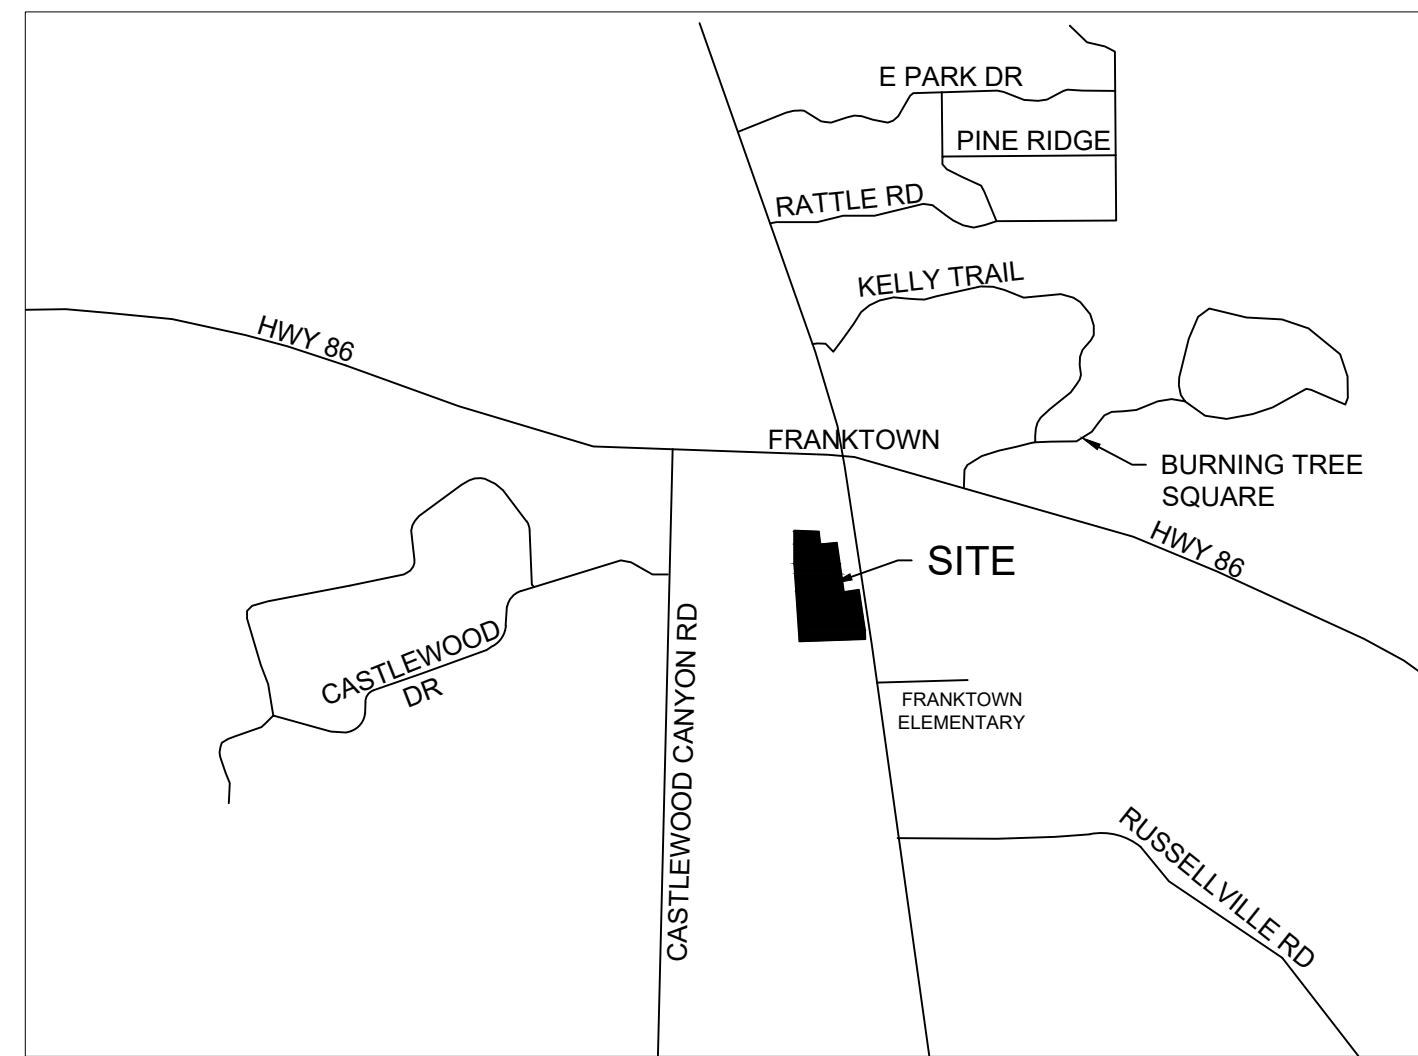 E PARK DR
PINE RIDGE
RATTLE RD
KELLY TRAIL
HWY 86
FRANKTOWN
BURNING TREE
SQUARE
HWY 86
SITE
CASTLEWOOD
DR
CASTLEWOOD CANYON RD
FRANKTOWN
ELEMENTARY
RUSSELLVILLE RD